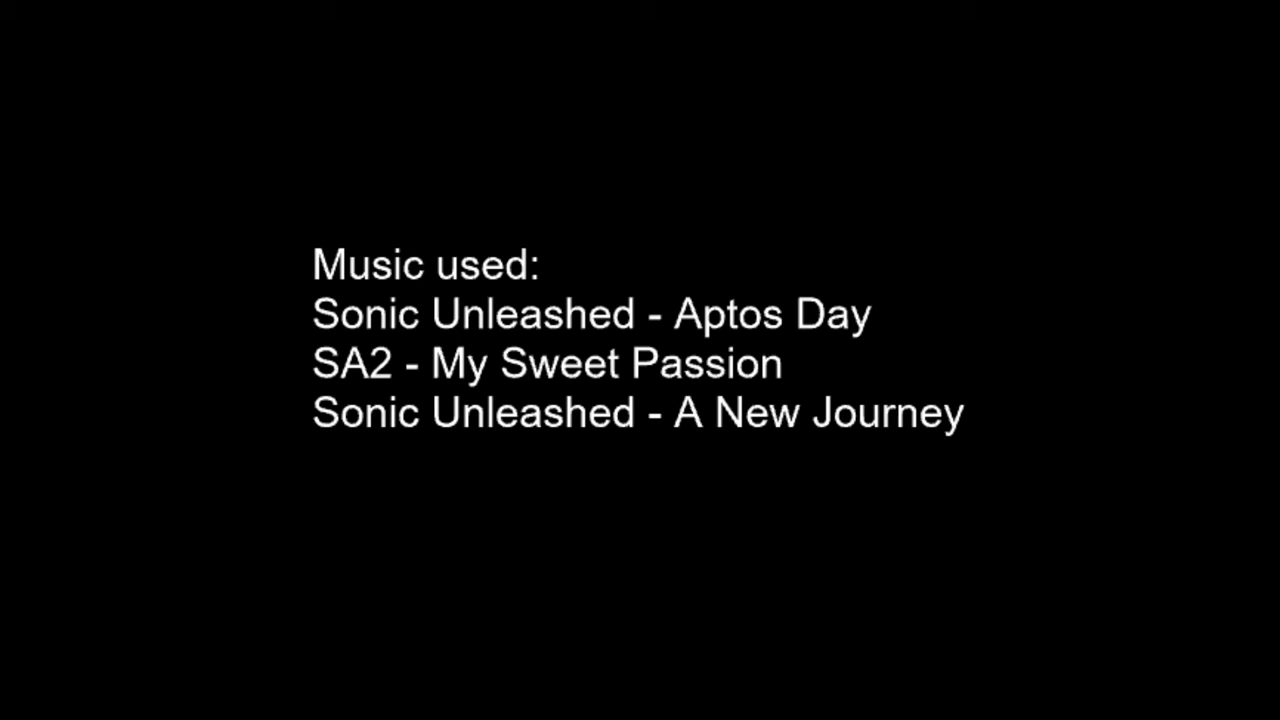 Music used:
Sonic Unleashed - Aptos Day
SA2 - My Sweet Passion
Sonic Unleashed - A New Journey